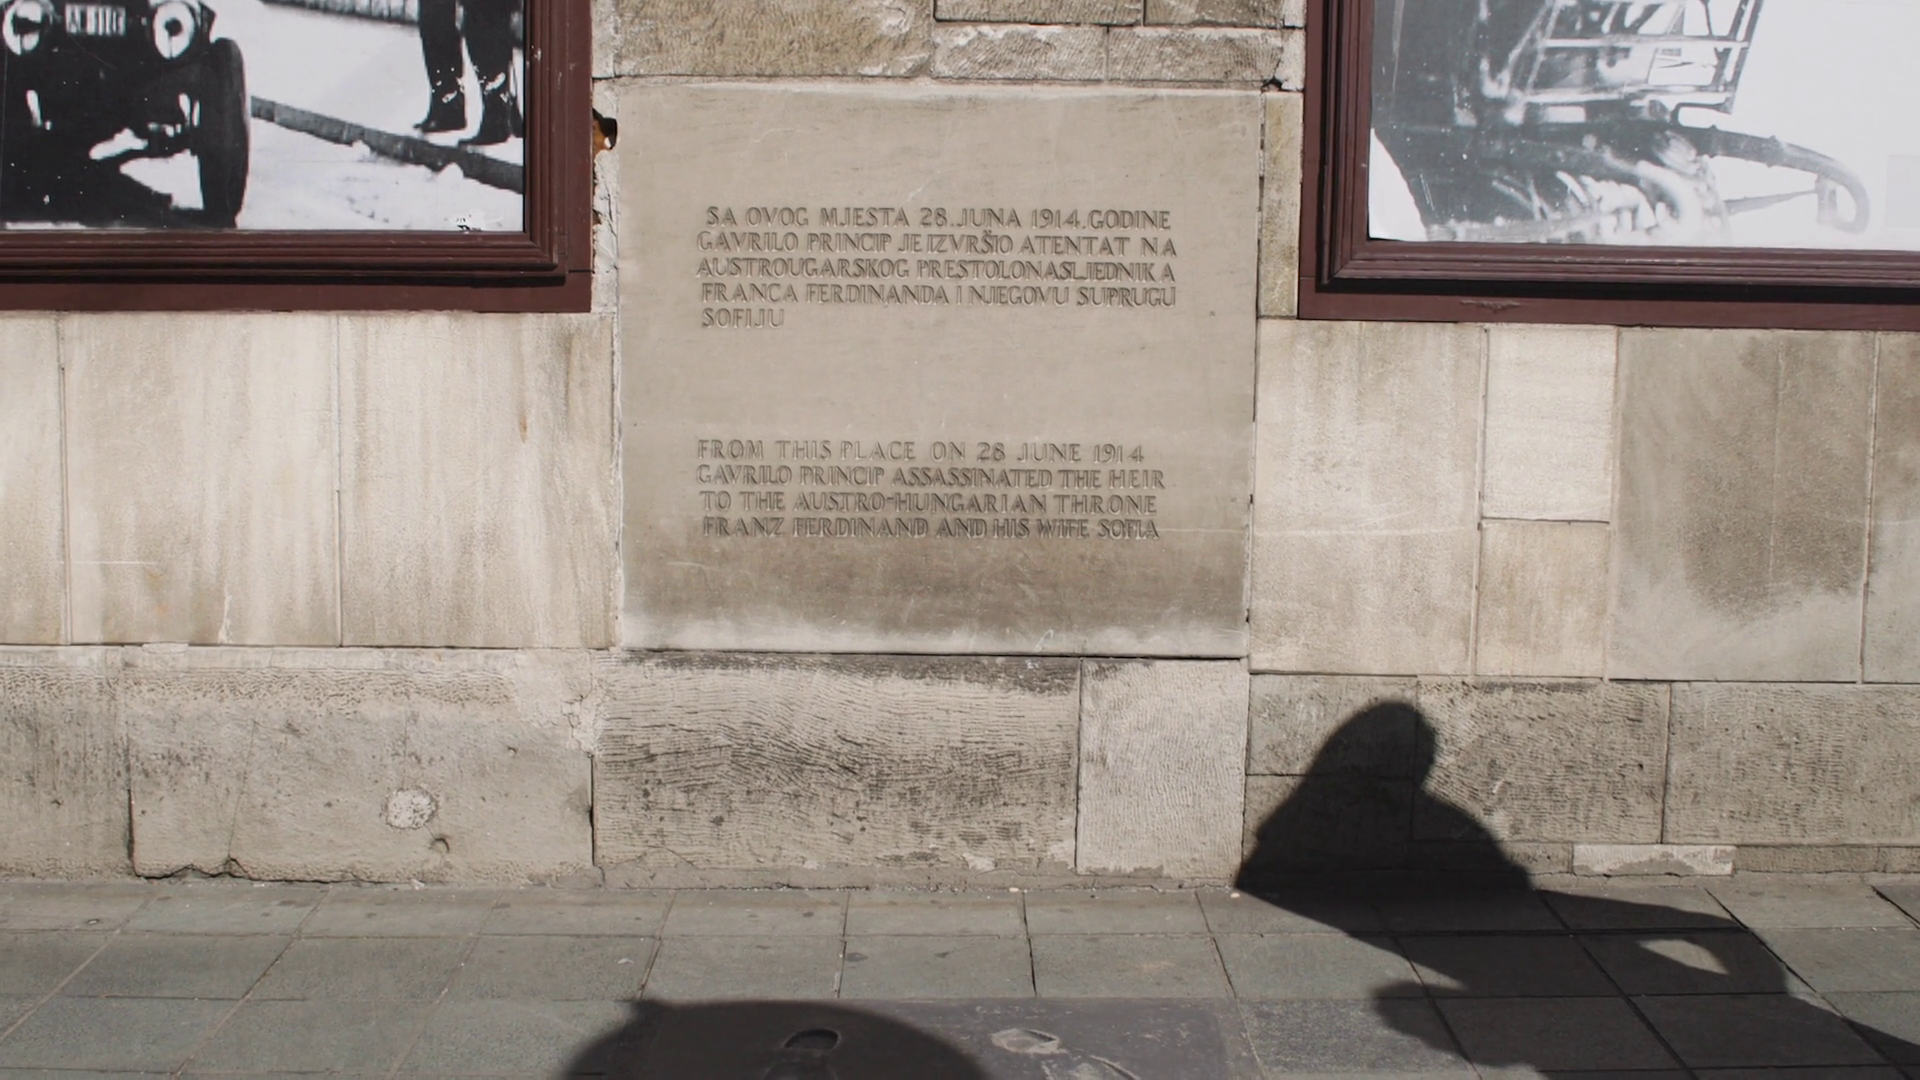 SA OVOG MJESTA 28.JUNA 1914.GODINE
GAVRILO PRINCIP JE IZVRŠIO ATENTAT NA
AUSTROUGARSKOG PRESTOLONASLJEDNIKA
FRANCA FERDINANDA I NJEGOVU SUPRUGU
SOFIJU
FROM THIS PLACE ON 28 JUNE 1914
GAVRILO PRINCIP ASSASSINATED THE HEIR
TO THE AUSTRO-HUNGARIAN THRONE
FRANZ FERDINAND AND HIS WIFE SOFIA